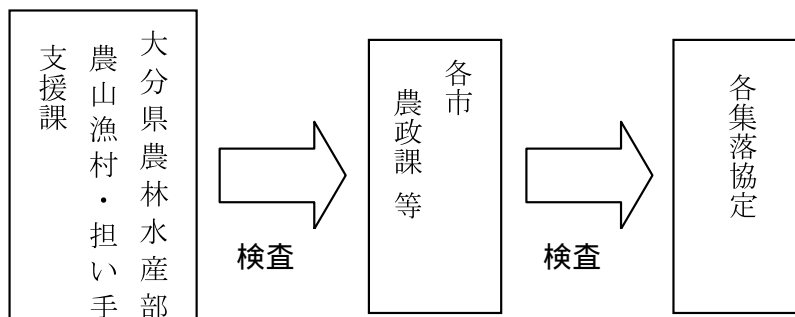 大分県農林水産部
農山漁村・担い手
支援課
検査
各市
農政課 等
検査
各集落協定